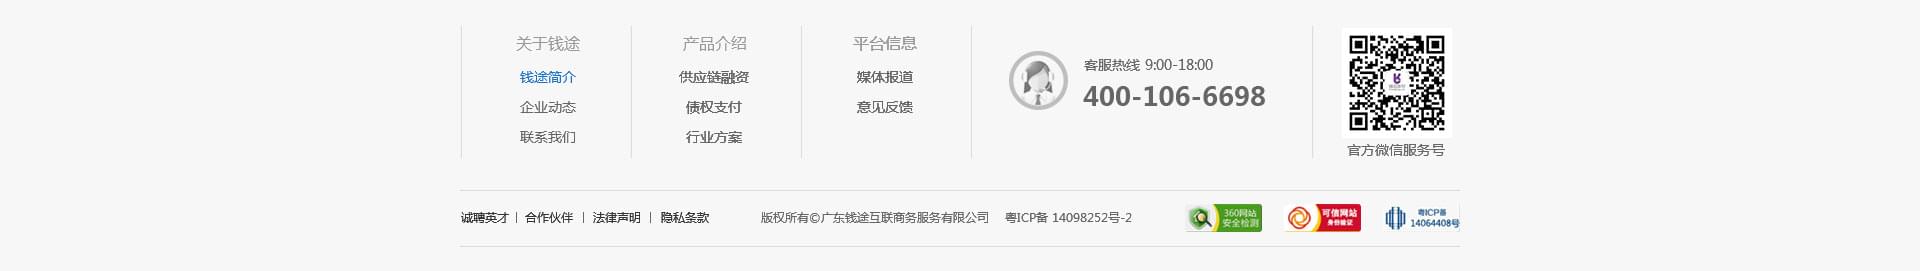 关于钱途
钱途简介
企业动态
联系我们
产品介绍
供应链融资
债权支付
行业方案
平台信息
媒体报道
意见反馈
客服热线 9:00-18:00
400-106-6698
官方微信服务号
诚聘英才 | 合作伙伴 | 法律声明 | 隐私条款
版权所有©广东钱途互联商务服务有限公司 粤ICP备 14098252号-2
360网站
安全检测
可信网站
身份验证
粤ICP备
14064408号